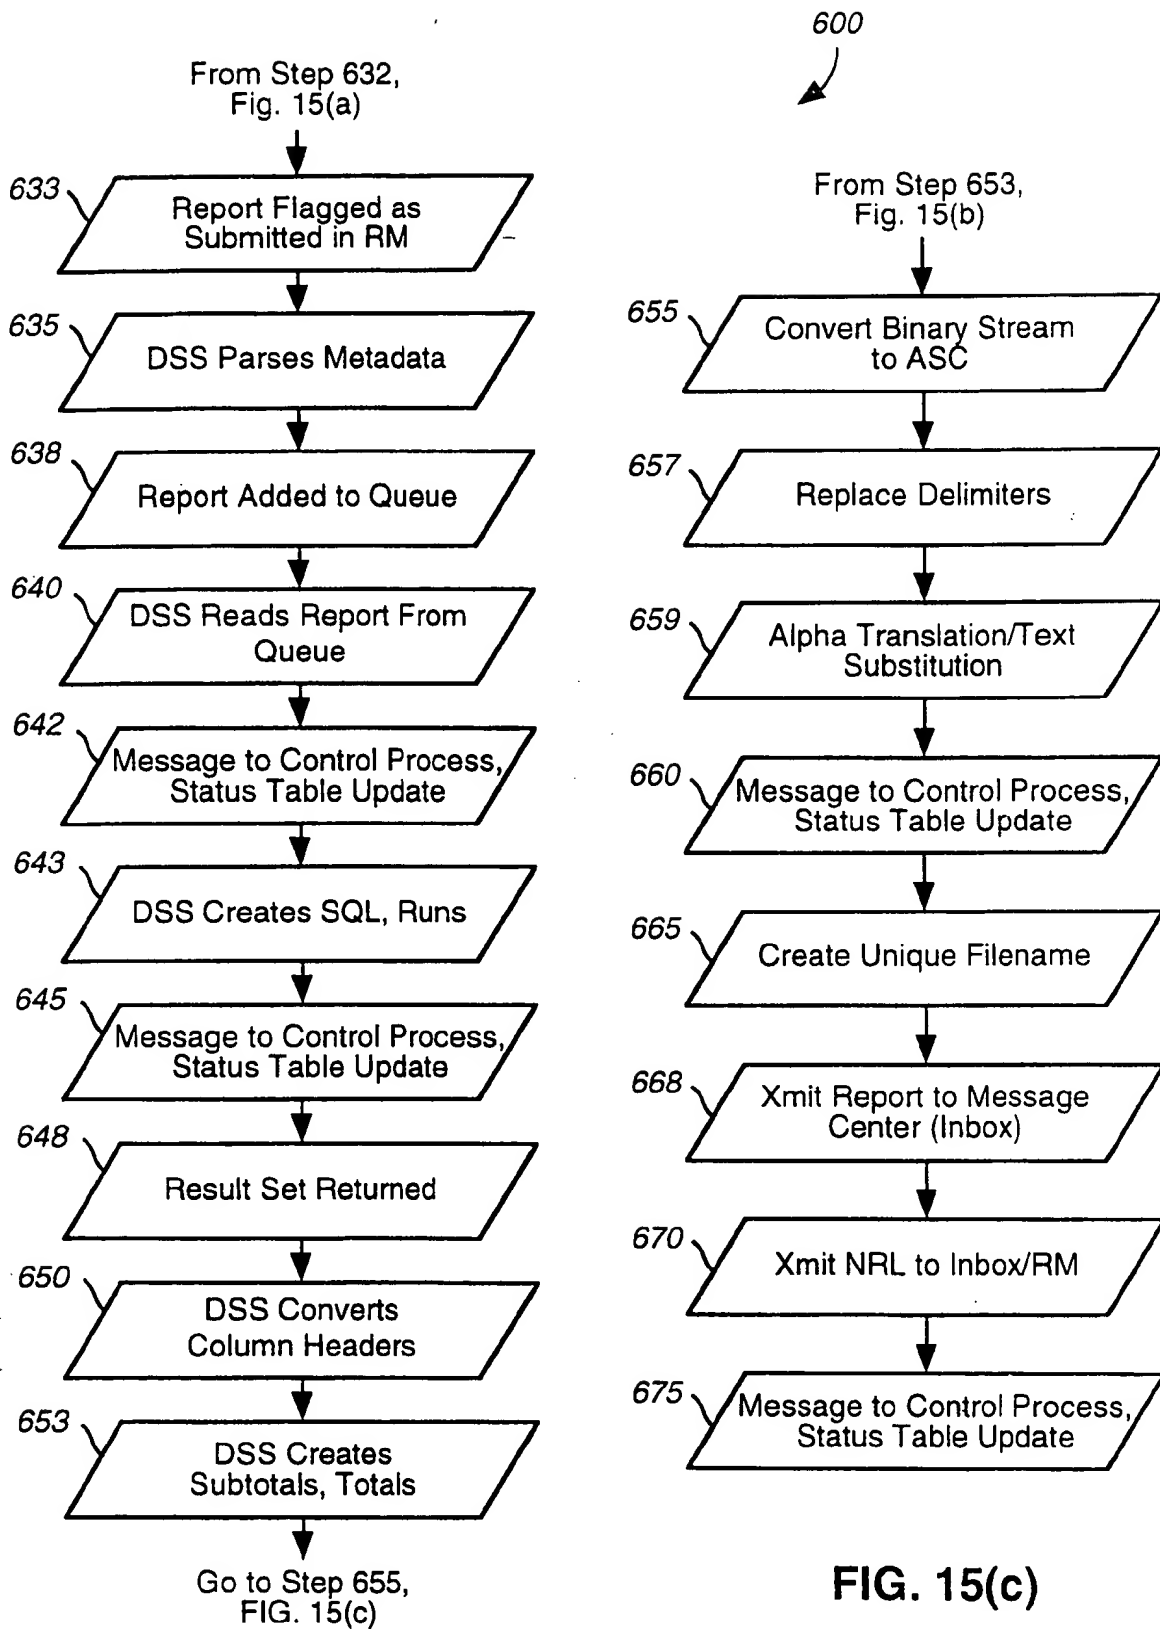 From Step 632,
Fig. 15(a)
633
Report Flagged as
Submitted in RM
635
DSS Parses Metadata
638
Report Added to Queue
640
DSS Reads Report From
Queue
642
Message to Control Process,
Status Table Update
643
DSS Creates SQL, Runs
645
Message to Control Process,
Status Table Update
648
Result Set Returned
650
DSS Converts
Column Headers
653
DSS Creates
Subtotals, Totals
Go to Step 655,
FIG. 15(c)
600
From Step 653,
Fig. 15(b)
655
Convert Binary Stream
to ASC
657
Replace Delimiters
659
Alpha Translation/Text
Substitution
660
Message to Control Process,
Status Table Update
665
Create Unique Filename
668
Xmit Report to Message
Center (Inbox)
670
Xmit NRL to Inbox/RM
675
Message to Control Process,
Status Table Update
FIG. 15(c)